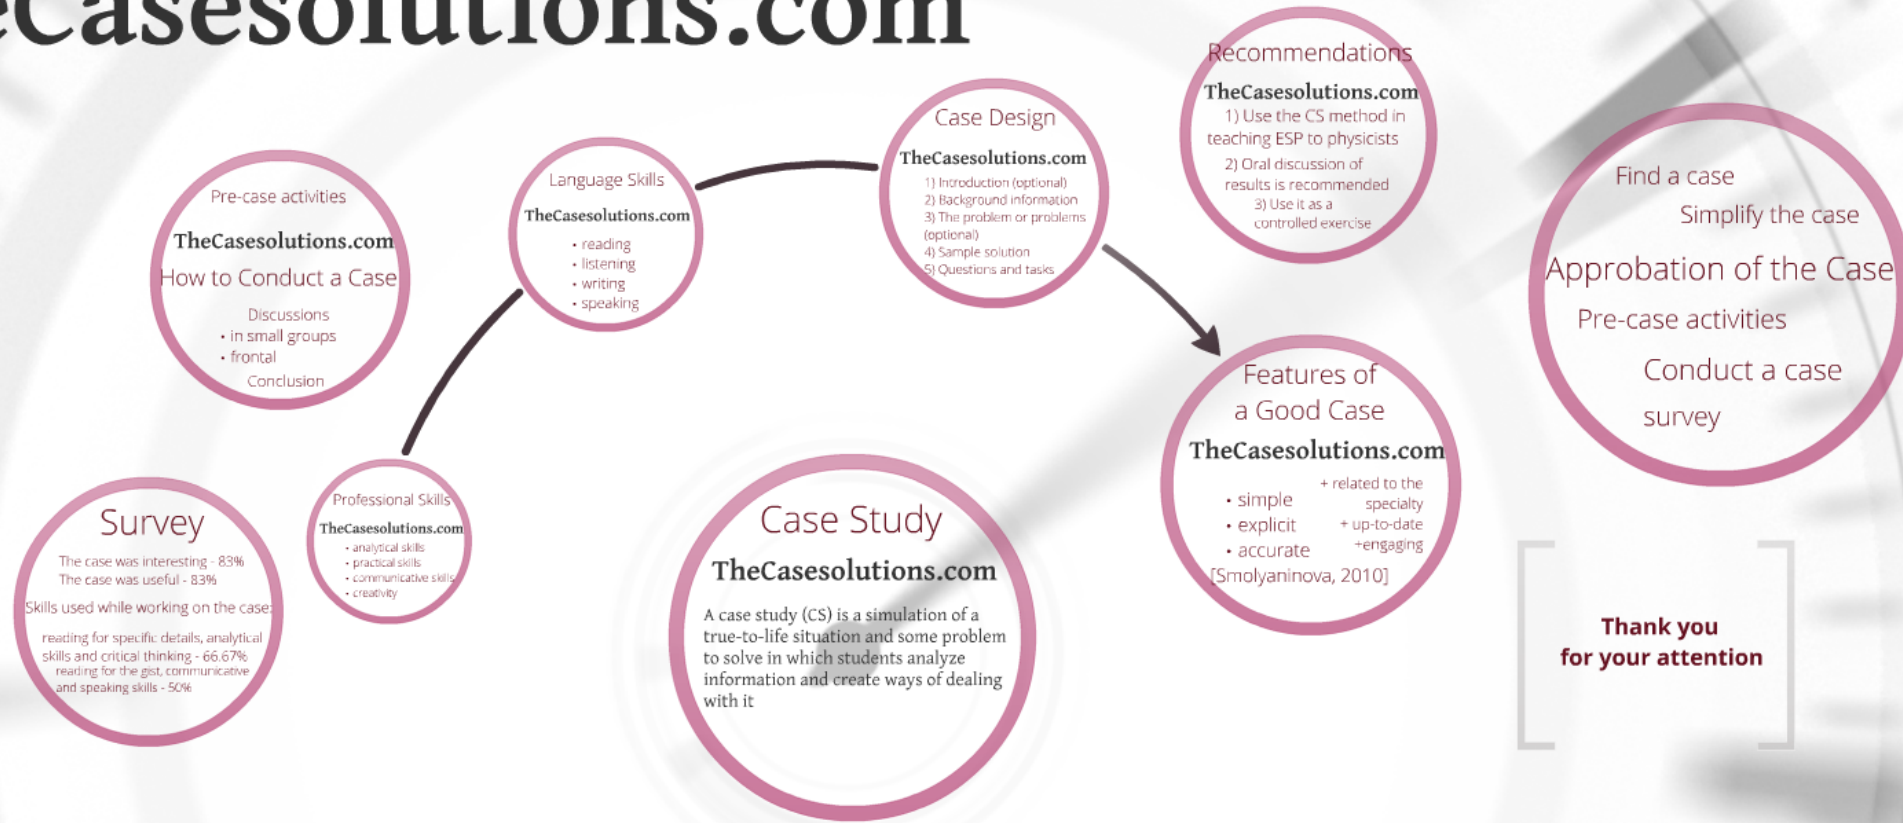 eCasesolutions.com
Pre-case activities
TheCasesolutions.com
How to Conduct a Case
Discussions
• in small groups
• frontal
Conclusion
Language Skills
TheCasesolutions.com
• reading
• listening
• writing
• speaking
Case Design
TheCasesolutions.com
1) Introduction (optional)
2) Background information
3) The problem or problems
(optional)
4) Sample solution
5) Questions and tasks
Recommendations
TheCasesolutions.com
1) Use the CS method in
teaching ESP to physicists
2) Oral discussion of
results is recommended
3) Use it as a
controlled exercise
Find a case
Simplify the case
Approbation of the Case
Pre-case activities
Conduct a case
survey
Survey
The case was interesting - 83%
The case was useful - 83%
Skills used while working on the case:
reading for specific details, analytical
skills and critical thinking - 66.67%
reading for the gist, communicative
and speaking skills - 50%
Professional Skills
TheCasesolutions.com
• analytical skills
• practical skills
• communicative skills
• creativity
Case Study
TheCasesolutions.com
A case study (CS) is a simulation of a
true-to-life situation and some problem
to solve in which students analyze
information and create ways of dealing
with it
Features of
a Good Case
TheCasesolutions.com
• simple
• explicit
• accurate
+ related to the
specialty
+ up-to-date
+engaging
[Smolyaninova, 2010]
Thank you
for your attention